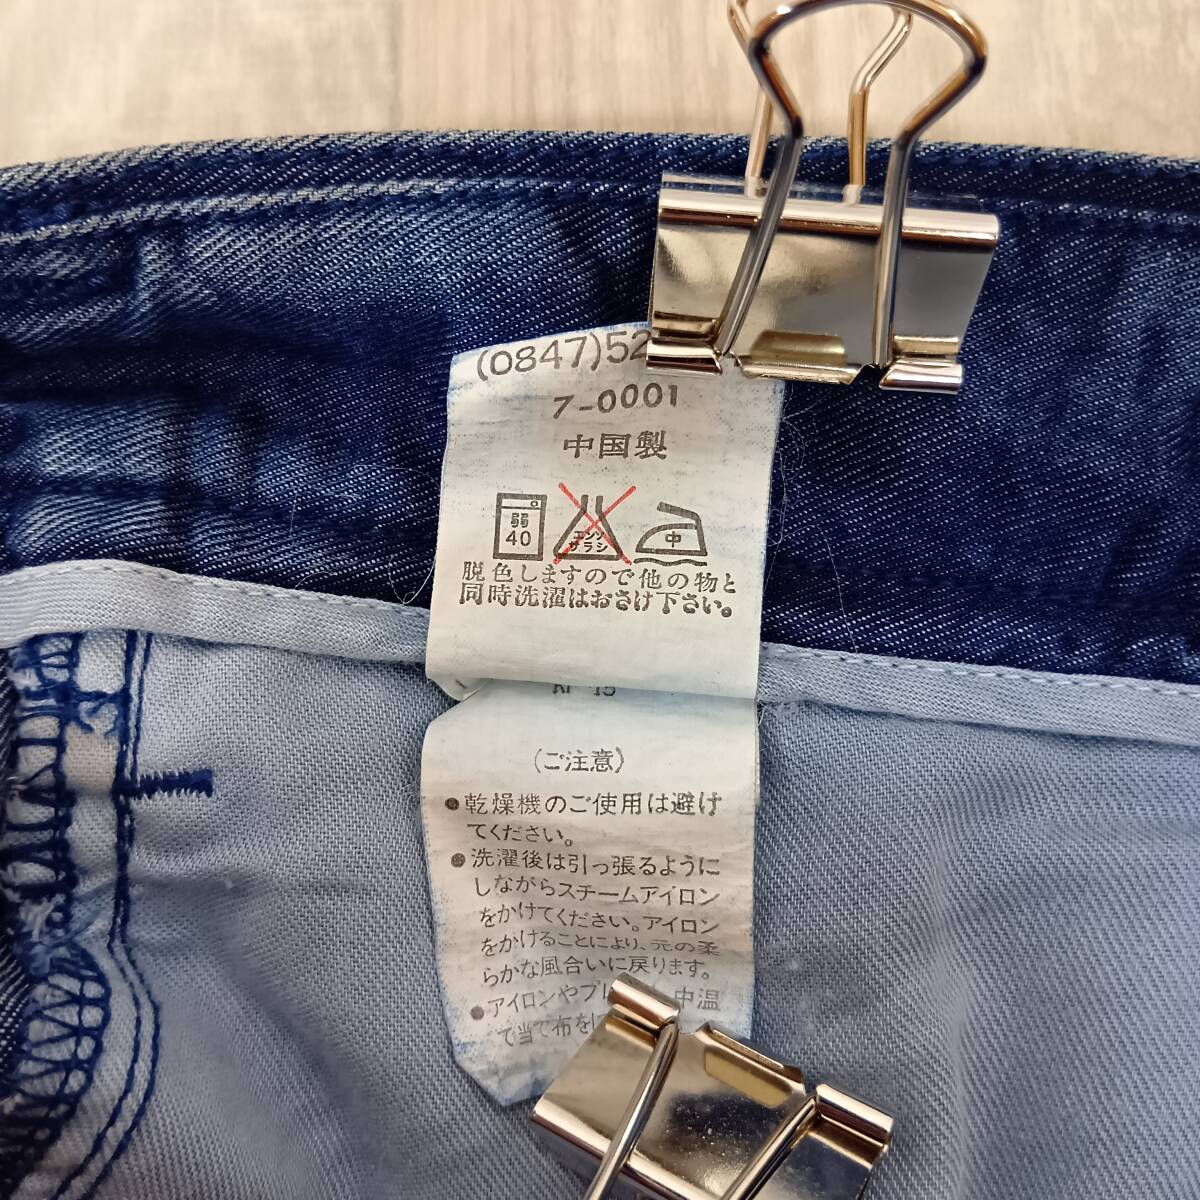 (0847)52
7-0001
中国製
弱
40
エンソ
サラシ
中
脱色しますので他の物と
同時洗濯はおさけ下さい。
(ご注意)
●乾燥機のご使用は避け
てください。
●洗濯後は引っ張るように
しながらスチームアイロン
をかけてください。アイロン
をかけることにより、元の柔
らかな風合いに戻ります。
●アイロンやプ 中温
で当て布を